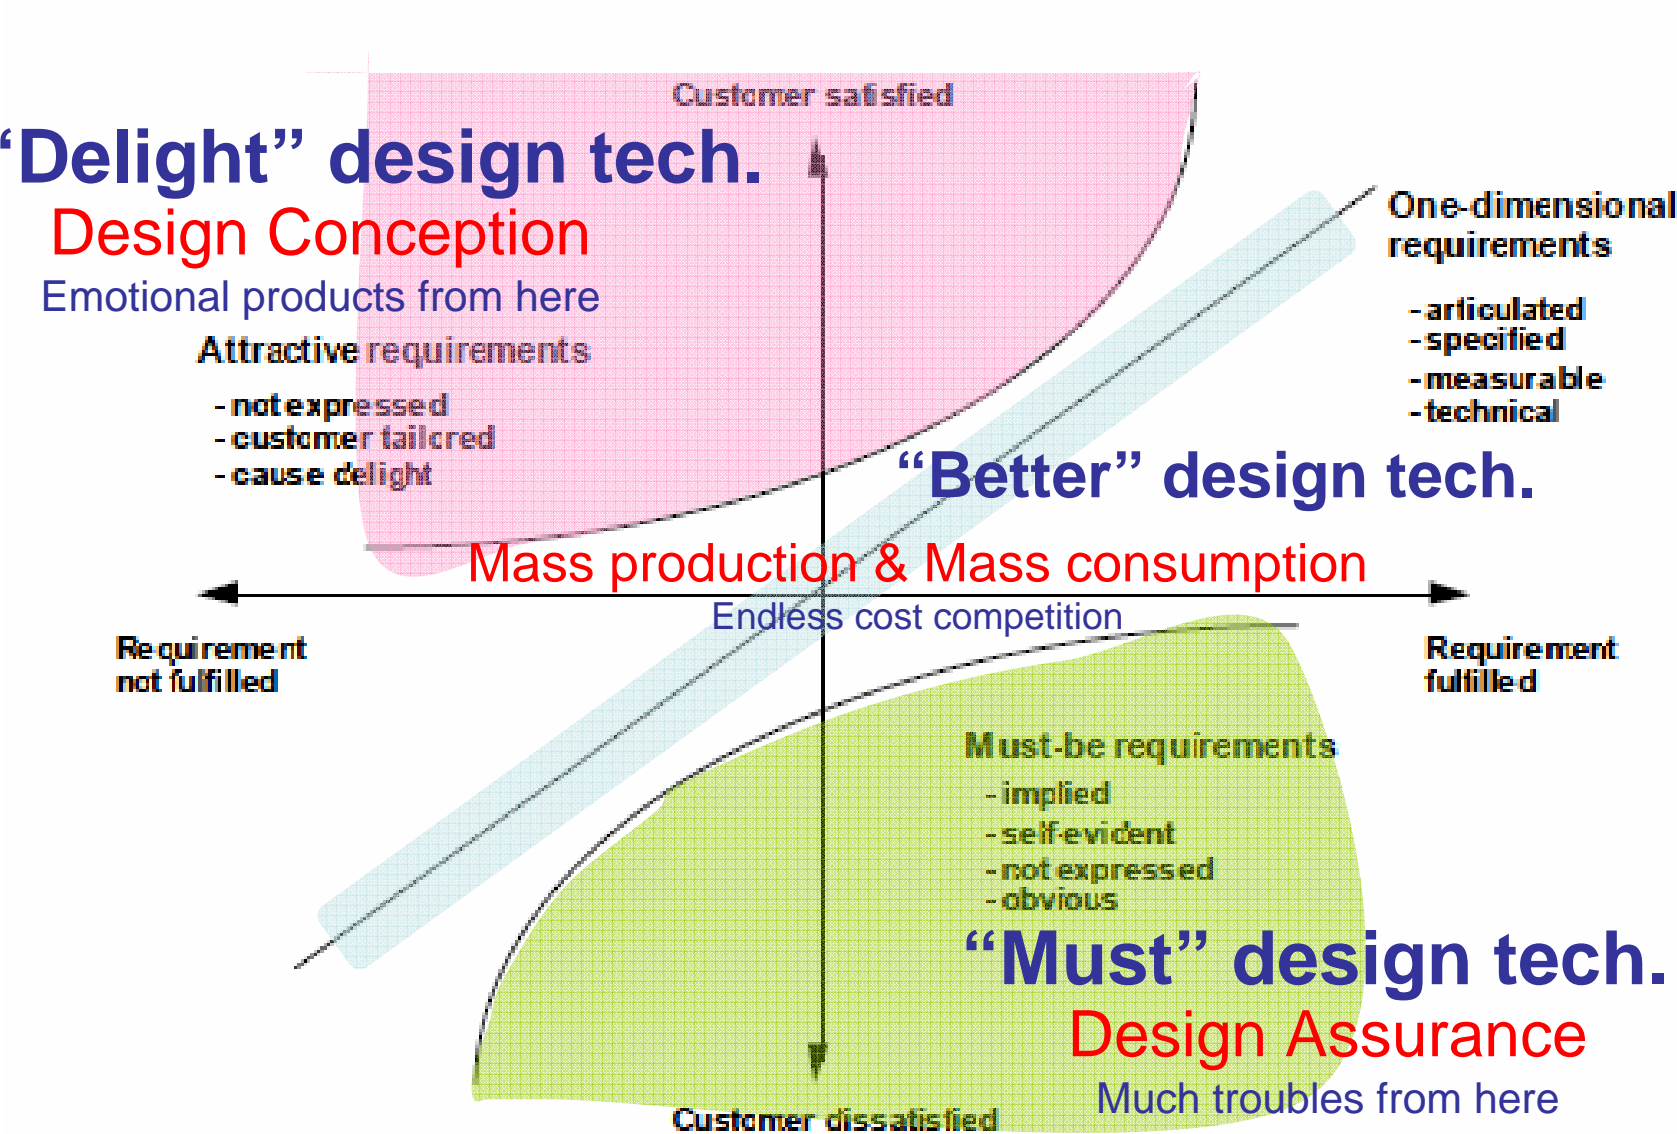 Customer satisfied
“Delight” design tech.
Design Conception
Emotional products from here
Attractive requirements
- not expressed
- customer tailored
- cause delight
One-dimensional
requirements
- articulated
- specified
- measurable
- technical
“Better” design tech.
Mass production & Mass consumption
Endless cost competition
Requirement
not fulfilled
Requirement
fulfilled
Must-be requirements
- implied
- self-evident
- not expressed
- obvious
“Must” design tech.
Design Assurance
Much troubles from here
Customer dissatisfied